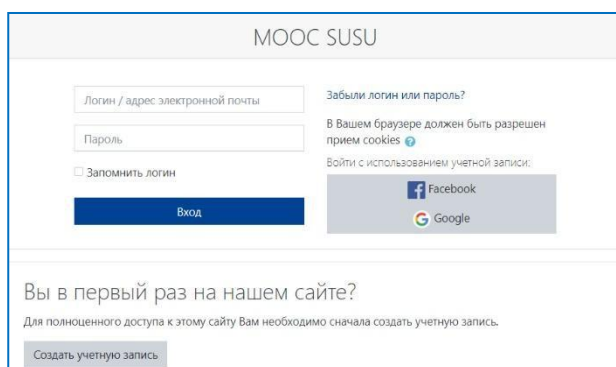 MOOC SUSU
Логин / адрес электронной почты
Пароль
Запомнить логин
Вход
Забыли логин или пароль?
В Вашем браузере должен быть разрешен
прием cookies
Войти с использованием учетной записи:
Facebook
Google
Вы в первый раз на нашем сайте?
Для полноценного доступа к этому сайту Вам необходимо сначала создать учетную запись.
Создать учетную запись